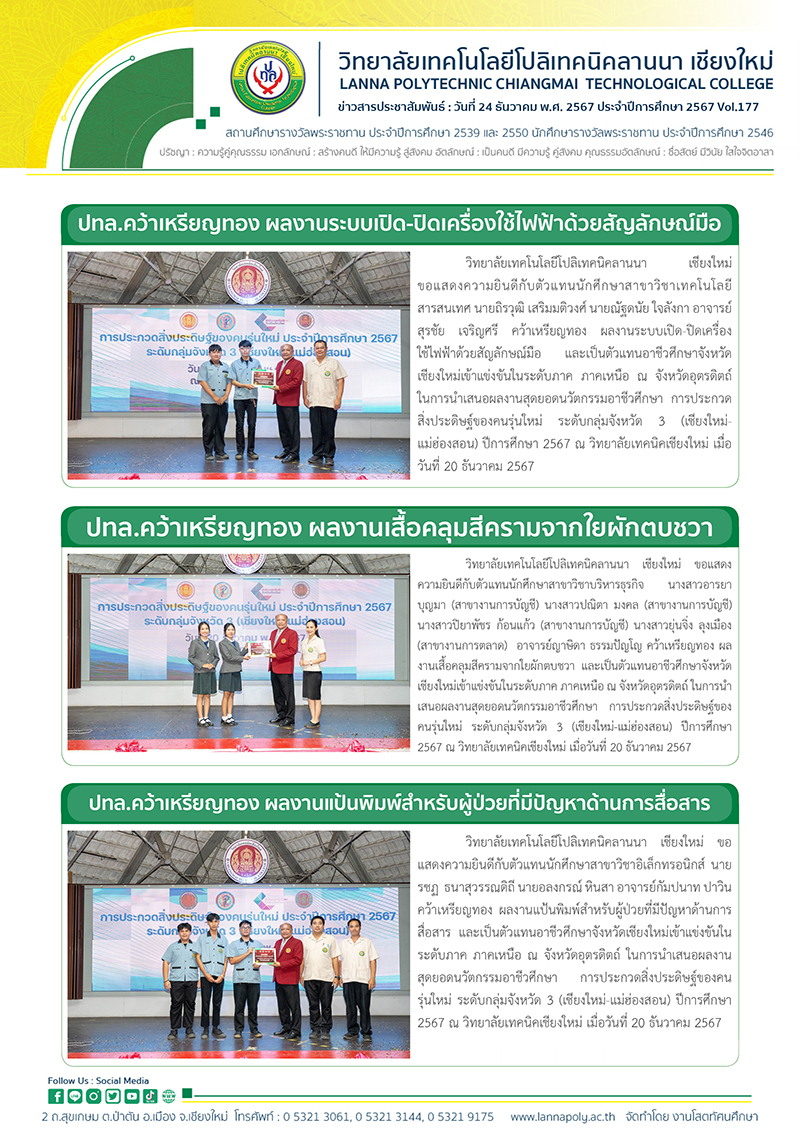 วิทยาลัยเทคโนโลยีโปลิเทคนิคลานนา เชียงใหม่
LANNA POLYTECHNIC CHIANGMAI TECHNOLOGICAL COLLEGE
ข่าวสารประชาสัมพันธ์ : วันที่ 24 ธันวาคม พ.ศ. 2567 ประจำปีการศึกษา 2567 Vol.177
สถานศึกษารางวัลพระราชทาน ประจำปีการศึกษา 2539 และ 2550 นักศึกษารางวัลพระราชทาน ประจำปีการศึกษา 2546
ปรัชญา : ความรู้คู่คุณธรรม เอกลักษณ์ : สร้างคนดี ให้มีความรู้ สู่สังคม อัตลักษณ์ : เป็นคนดี มีความรู้ คู่สังคม คุณธรรมอัตลักษณ์ : ซื่อสัตย์ มีวินัย ใส่ใจจิตอาสา
ปทล.คว้าเหรียญทอง ผลงานระบบเปิด-ปิดเครื่องใช้ไฟฟ้าด้วยสัญลักษณ์มือ
การประกวดสิ่งประดิษฐ์ของคนรุ่นใหม่ ประจำปีการศึกษา 2567
ระดับกลุ่มจังหวัด 3 (เชียงใหม่-แม่ฮ่องสอน)
วิทยาลัยเทคโนโลยีโปลิเทคนิคลานนา เชียงใหม่
ขอแสดงความยินดีกับตัวแทนนักศึกษาสาขาวิชาเทคโนโลยี
สารสนเทศ นายถิรวุฒิ เสริมมติวงศ์ นายณัฐดนัย ใจลังกา อาจารย์
สุรชัย เจริญศรี คว้าเหรียญทอง ผลงานระบบเปิด-ปิดเครื่อง
ใช้ไฟฟ้าด้วยสัญลักษณ์มือ และเป็นตัวแทนอาชีวศึกษาจังหวัด
เชียงใหม่เข้าแข่งขันในระดับภาค ภาคเหนือ ณ จังหวัดอุตรดิตถ์
ในการนำเสนอผลงานสุดยอดนวัตกรรมอาชีวศึกษา การประกวด
สิ่งประดิษฐ์ของคนรุ่นใหม่ ระดับกลุ่มจังหวัด 3 (เชียงใหม่-
แม่ฮ่องสอน) ปีการศึกษา 2567 ณ วิทยาลัยเทคนิคเชียงใหม่ เมื่อ
วันที่ 20 ธันวาคม 2567
ปทล.คว้าเหรียญทอง ผลงานเสื้อคลุมสีครามจากใยผักตบชวา
การประกวดสิ่งประดิษฐ์ของคนรุ่นใหม่ ประจำปีการศึกษา 2567
ระดับกลุ่มจังหวัด 3 (เชียงใหม่-แม่ฮ่องสอน)
วิทยาลัยเทคโนโลยีโปลิเทคนิคลานนา เชียงใหม่ ขอแสดง
ความยินดีกับตัวแทนนักศึกษาสาขาวิชาบริหารธุรกิจ นางสาวอารยา
บุญมา (สาขางานการบัญชี) นางสาวปณิตา มงคล (สาขางานการบัญชี)
นางสาวปิยาพัชร ก้อนแก้ว (สาขางานการบัญชี) นางสาวยุ่นจิ่ง ลุงเมือง
(สาขางานการตลาด) อาจารย์ญาษิดา ธรรมปัญโญ คว้าเหรียญทอง ผล
งานเสื้อคลุมสีครามจากใยผักตบชวา และเป็นตัวแทนอาชีวศึกษาจังหวัด
เชียงใหม่เข้าแข่งขันในระดับภาค ภาคเหนือ ณ จังหวัดอุตรดิตถ์ ในการนำ
เสนอผลงานสุดยอดนวัตกรรมอาชีวศึกษา การประกวดสิ่งประดิษฐ์ของ
คนรุ่นใหม่ ระดับกลุ่มจังหวัด 3 (เชียงใหม่-แม่ฮ่องสอน) ปีการศึกษา
2567 ณ วิทยาลัยเทคนิคเชียงใหม่ เมื่อวันที่ 20 ธันวาคม 2567
ปทล.คว้าเหรียญทอง ผลงานแป้นพิมพ์สำหรับผู้ป่วยที่มีปัญหาด้านการสื่อสาร
การประกวดสิ่งประดิษฐ์ของคนรุ่นใหม่ ประจำปีการศึกษา 2567
ระดับกลุ่มจังหวัด 3 (เชียงใหม่-แม่ฮ่องสอน)
วิทยาลัยเทคโนโลยีโปลิเทคนิคลานนา เชียงใหม่ ขอ
แสดงความยินดีกับตัวแทนนักศึกษาสาขาวิชาอิเล็กทรอนิกส์ นาย
รชฏ ธนาสุวรรณดิถี นายอลงกรณ์ หินสา อาจารย์กัมปนาท ปาวิน
คว้าเหรียญทอง ผลงานแป้นพิมพ์สำหรับผู้ป่วยที่มีปัญหาด้านการ
สื่อสาร และเป็นตัวแทนอาชีวศึกษาจังหวัดเชียงใหม่เข้าแข่งขันใน
ระดับภาค ภาคเหนือ ณ จังหวัดอุตรดิตถ์ ในการนำเสนอผลงาน
สุดยอดนวัตกรรมอาชีวศึกษา การประกวดสิ่งประดิษฐ์ของคน
รุ่นใหม่ ระดับกลุ่มจังหวัด 3 (เชียงใหม่-แม่ฮ่องสอน) ปีการศึกษา
2567 ณ วิทยาลัยเทคนิคเชียงใหม่ เมื่อวันที่ 20 ธันวาคม 2567
Follow Us : Social Media
2 ถ.สุขเกษม ต.ป่าตัน อ.เมือง จ.เชียงใหม่ โทรศัพท์ : 0 5321 3061, 0 5321 3144, 0 5321 9175 www.lannapoly.ac.th จัดทำโดย งานโสตทัศนศึกษา